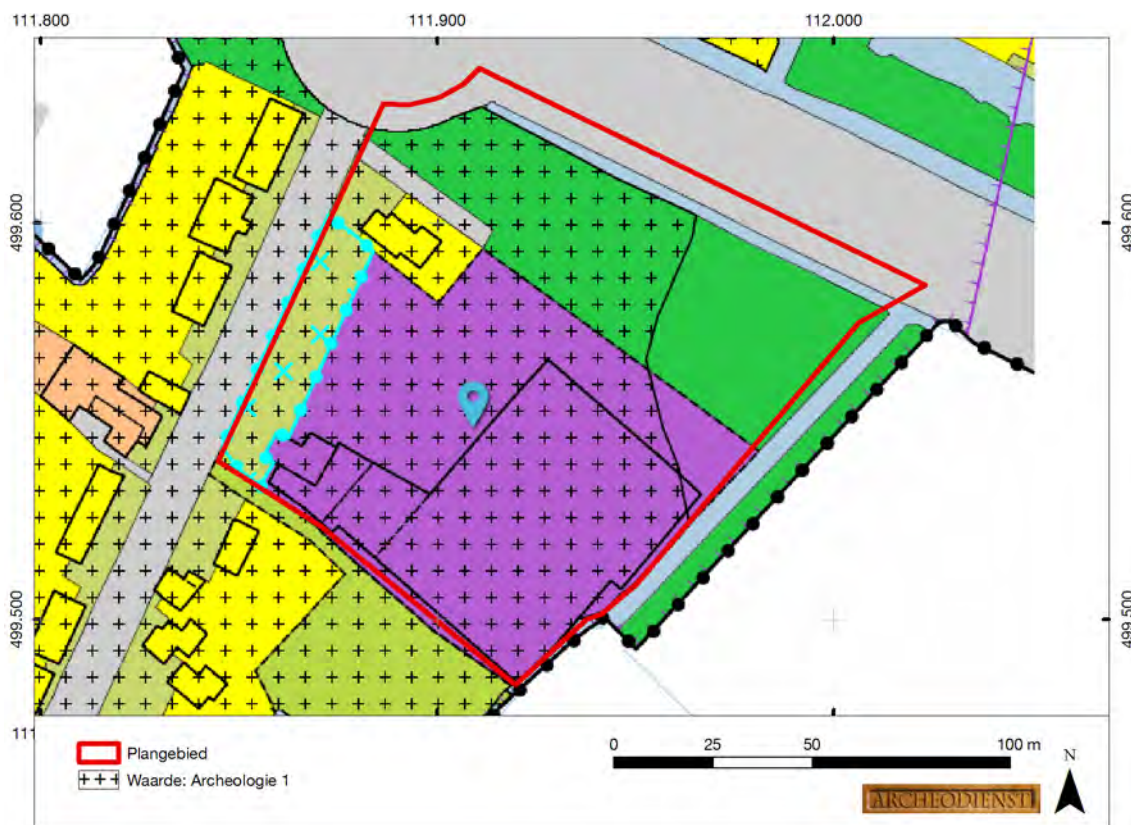 111.800 111.900 112.000
499.600 499.600
499.500 499.500
11
Plangebied
Waarde: Archeologie 1
0 25 50 100 m
N
ARCHEODIENST